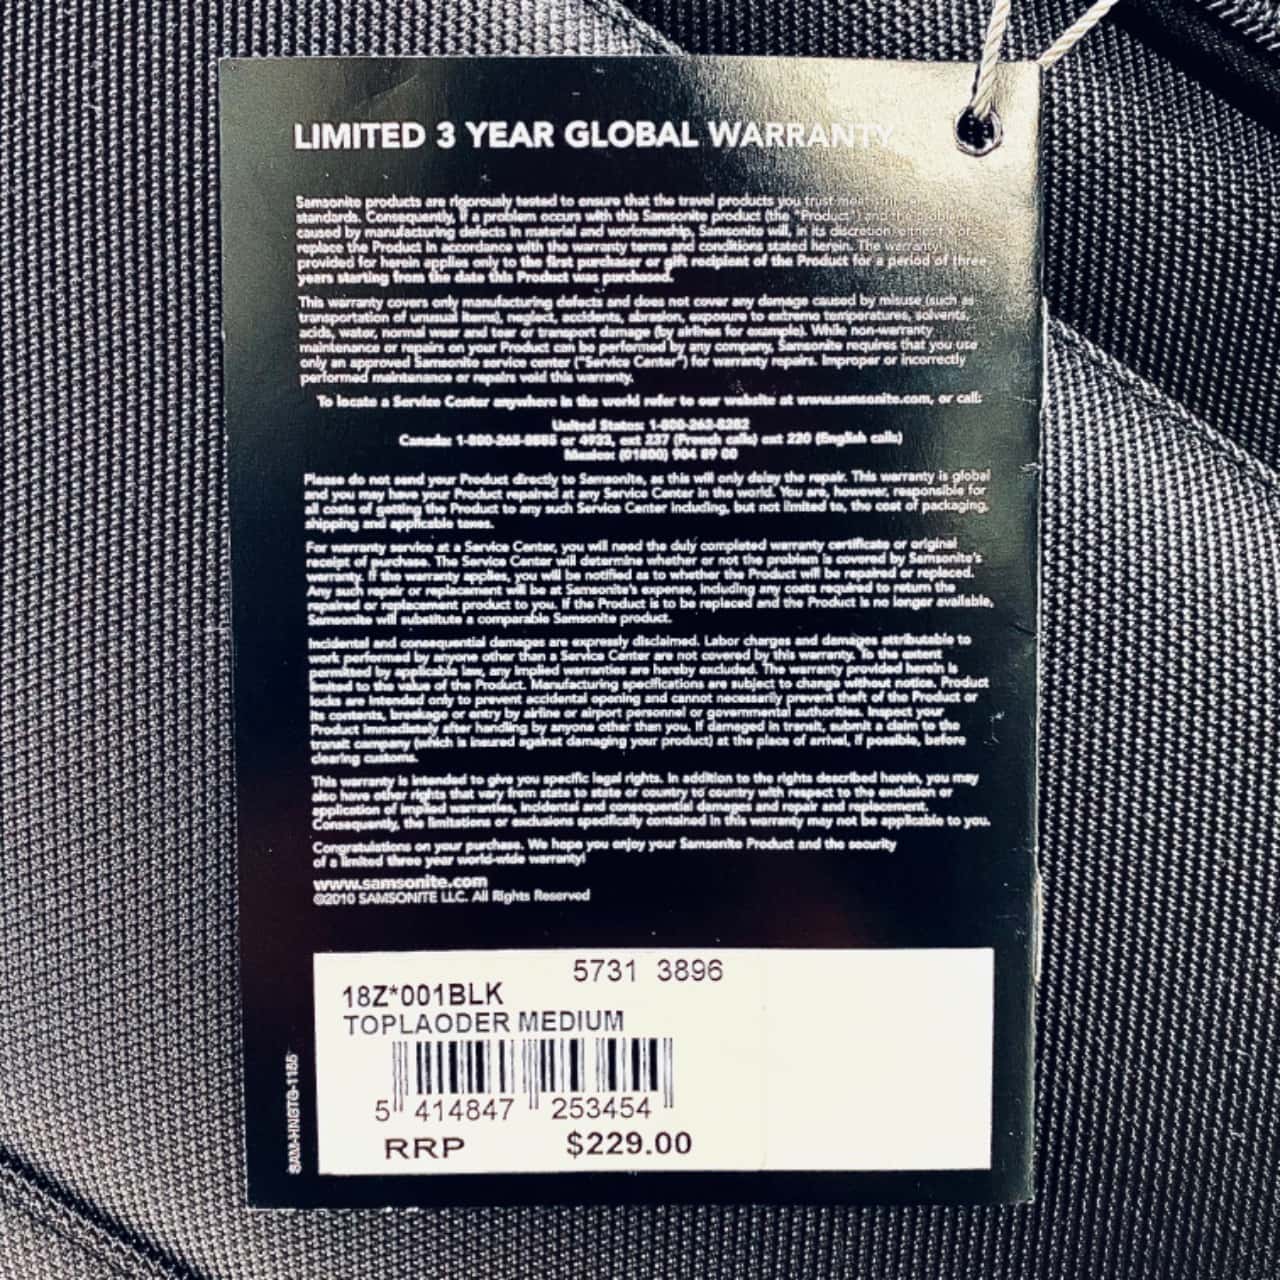 LIMITED 3 YEAR GLOBAL WARRANTY
Samsonite products are rigorously tested to ensure that the travel products you trust meet
standards. Consequently, if a problem occurs with this Samsonite product (the "Product") and the problem is
caused by manufacturing defects in material and workmanship, Samsonite will, in its discretion, either or
replace the Product in accordance with the warranty terms and conditions stated herein. The warranty
provided for herein applies only to the first purchaser or gift recipient of the Product for a period of three
years starting from the date this Product was purchased.
This warranty covers only manufacturing defects and does not cover any damage caused by misuse (such as
transportation of unusual items), neglect, accidents, abrasion, exposure to extreme temperatures, solvents,
acids, water, normal wear and tear or transport damage (by airlines for example). While non-warranty
maintenance or repairs on your Product can be performed by any company, Samsonite requires that you use
only an approved Samsonite service center ("Service Center") for warranty repairs. Improper or incorrectly
performed maintenance or repairs void this warranty.
To locate a Service Center anywhere in the world refer to our website at www.samsonite.com, or call:
United States: 1-800-262-8282
Canada: or 4933, ext 237 (French calls) ext 220 (English calls)
Mexico: (01800) 904 89 00
Please do not send your Product directly to Samsonite, as this will only delay the repair. This warranty is global
and you may have your Product repaired at any Service Center in the world. You are, however, responsible for
all costs of getting the Product to any such Service Center including, but not limited to, the cost of packaging,
shipping and applicable taxes.
For warranty service at a Service Center, you will need the duly completed warranty certificate or original
receipt of purchase. The Service Center will determine whether or not the problem is covered by Samsonite's
warranty. If the warranty applies, you will be notified as to whether the Product will be repaired or replaced.
Any such repair or replacement will be at Samsonite's expense, including any costs required to return the
repaired or replacement product to you. If the Product is to be replaced and the Product is no longer available,
Samsonite will substitute a comparable Samsonite product.
Incidental and consequential damages are expressly disclaimed. Labor charges and damages attributable to
work performed by anyone other than a Service Center are not covered by this warranty. To the extent
permitted by applicable law, any implied warranties are hereby excluded. The warranty provided herein is
limited to the value of the Product. Manufacturing specifications are subject to change without notice. Product
locks are intended only to prevent accidental opening and cannot necessarily prevent theft of the Product or
its contents, breakage or entry by airline or airport personnel or governmental authorities. Inspect your
Product immediately after handling by anyone other than you. If damaged in transit, submit a claim to the
transit company (which is insured against damaging your product) at the place of arrival, if possible, before
clearing customs.
This warranty is intended to give you specific legal rights. In addition to the rights described herein, you may
also have other rights that vary from state to state or country to country with respect to the exclusion or
application of implied warranties, incidental and consequential damages and repair and replacement.
Consequently, the limitations or exclusions specifically contained in this warranty may not be applicable to you.
Congratulations on your purchase. We hope you enjoy your Samsonite Product and the security
of a limited three year world-wide warranty!
www.samsonite.com
©2010 SAMSONITE LLC. All Rights Reserved
5731 3896
18Z*001BLK
TOPLAODER MEDIUM
5 414847 253454
RRP $229.00
SAM-HNGTG-1165